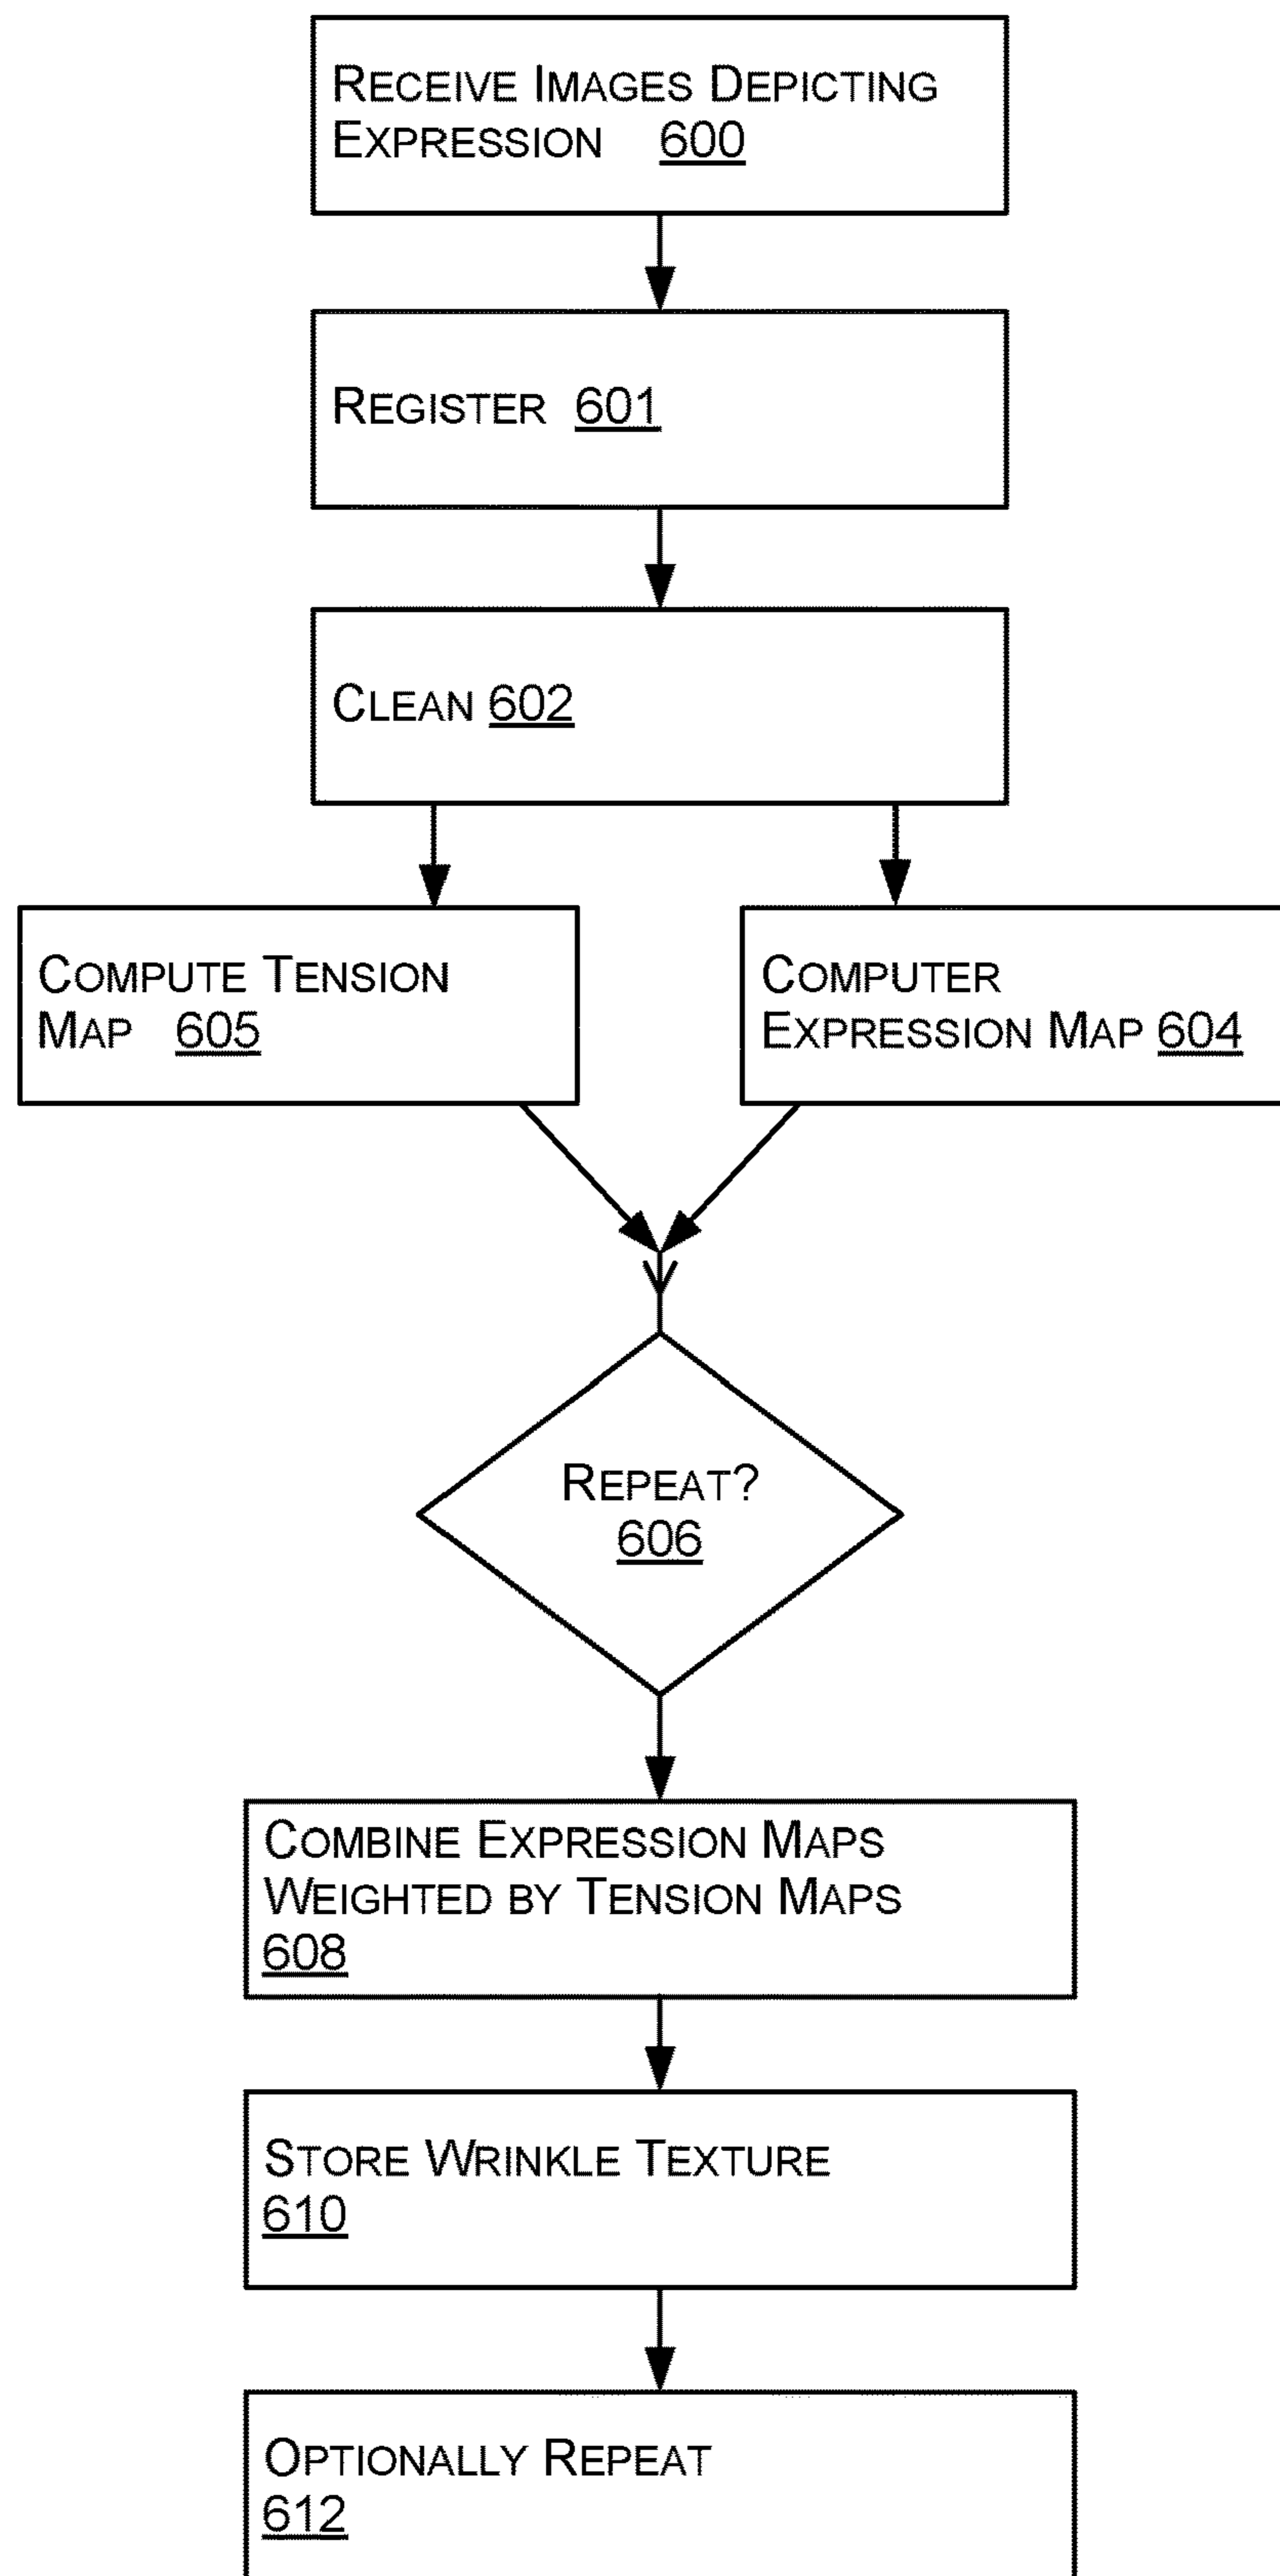 RECEIVE IMAGES DEPICTING
EXPRESSION 600
REGISTER 601
CLEAN 602
COMPUTE TENSION
MAP 605
COMPUTER
EXPRESSION MAP 604
REPEAT?
606
COMBINE EXPRESSION MAPS
WEIGHTED BY TENSION MAPS
608
STORE WRINKLE TEXTURE
610
OPTIONALLY REPEAT
612